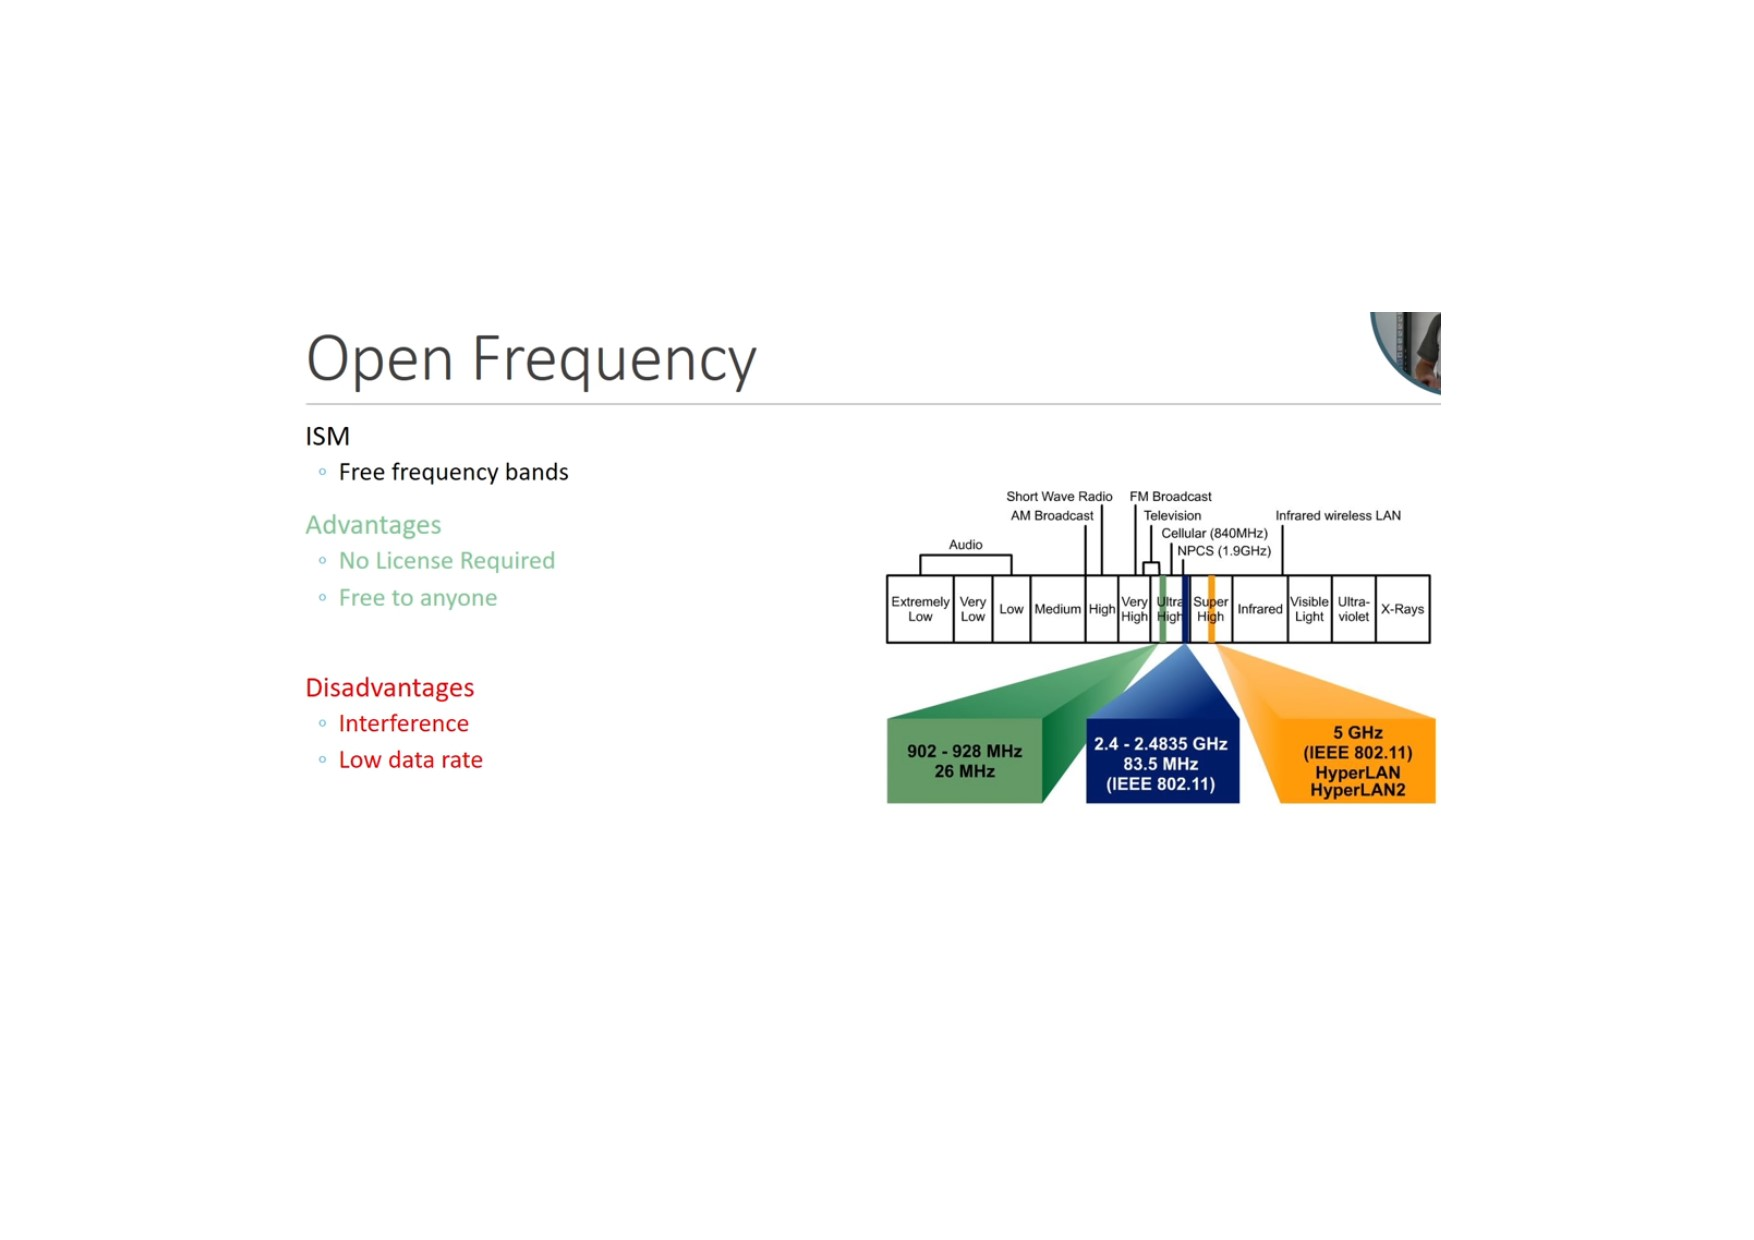 Open Frequency
ISM
◦ Free frequency bands
Advantages
◦ No License Required
◦ Free to anyone
Disadvantages
◦ Interference
◦ Low data rate
Short Wave Radio
FM Broadcast
AM Broadcast
Television
Infrared wireless LAN
Cellular (840MHz)
Audio
NPCS (1.9GHz)
Extremely
Low
Very
Low
Low
Medium
High
Very
High
Ultra
High
Super
High
Infrared
Visible
Light
Ultra-
violet
X-Rays
902 - 928 MHz
26 MHz
2.4 - 2.4835 GHz
83.5 MHz
(IEEE 802.11)
5 GHz
(IEEE 802.11)
HyperLAN
HyperLAN2